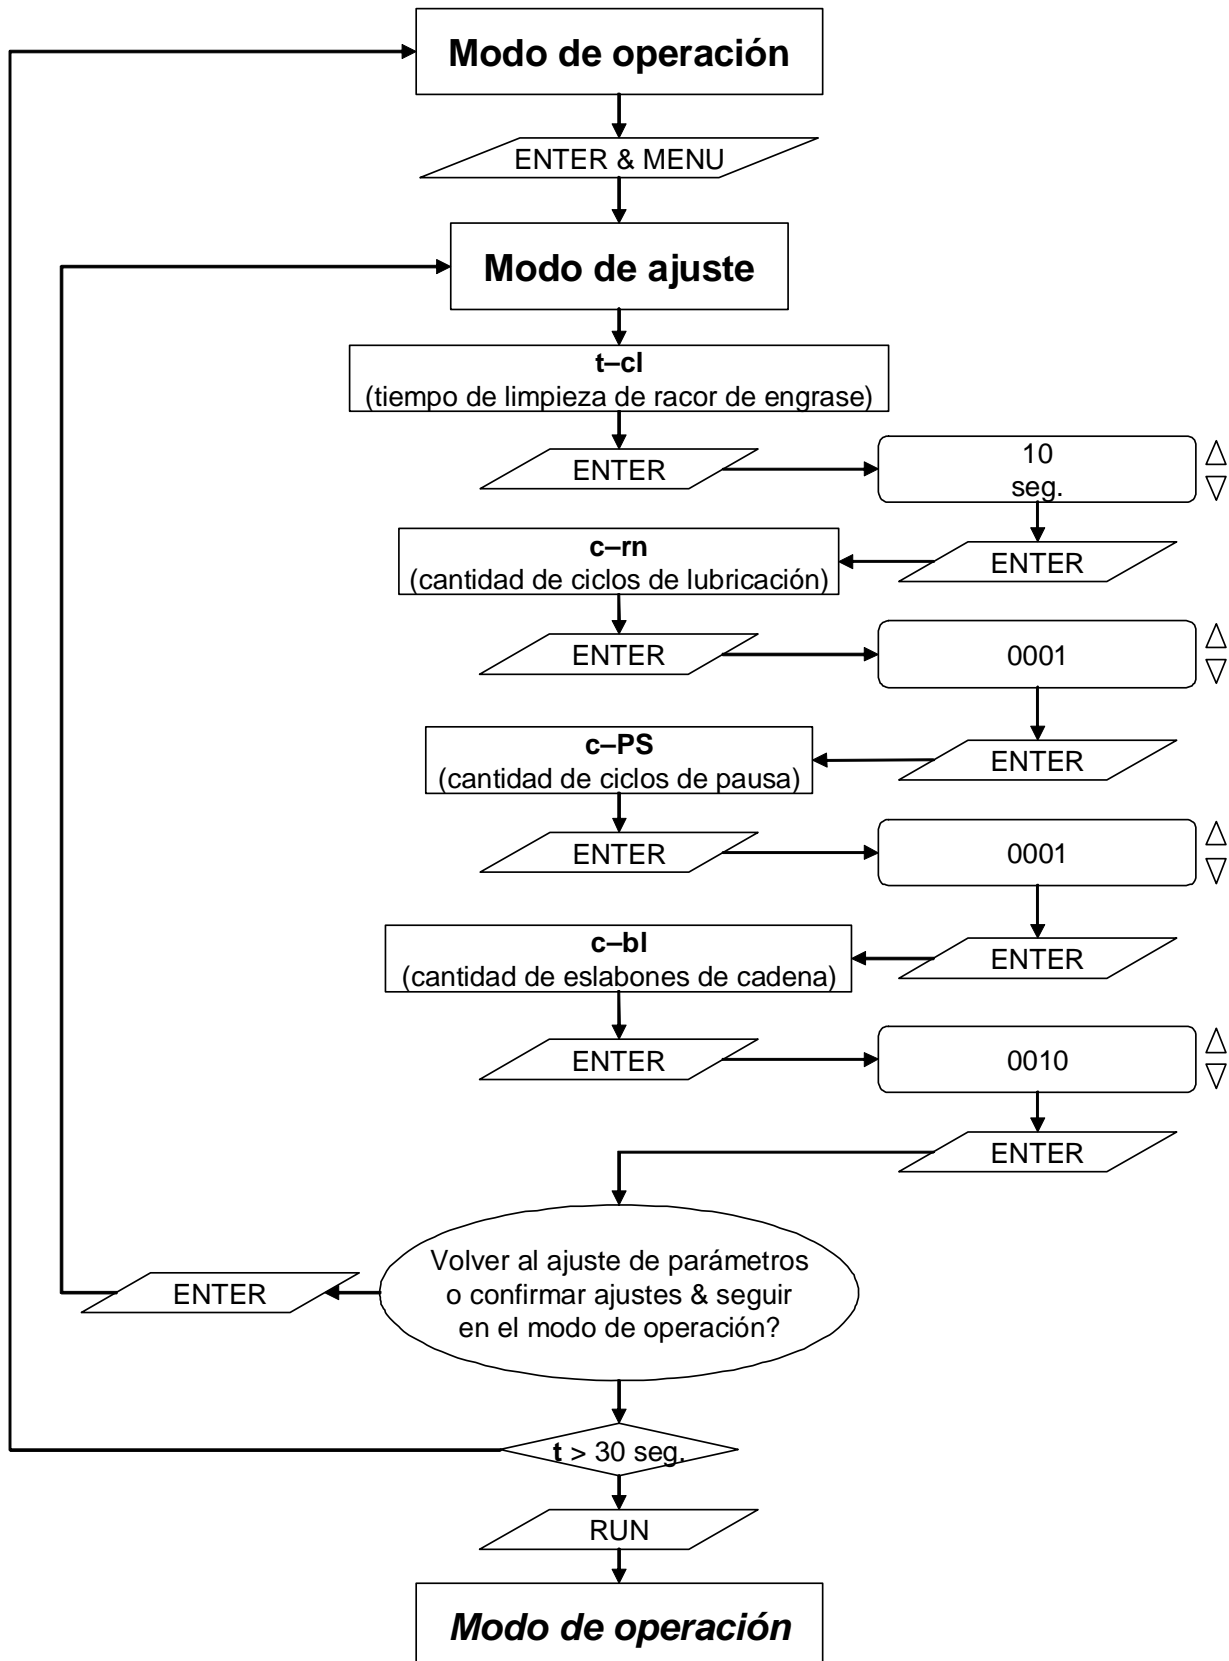 Modo de operación
ENTER & MENU
Modo de ajuste
t–cl
(tiempo de limpieza de racor de engrase)
ENTER
10
seg.
ENTER
c–rn
(cantidad de ciclos de lubricación)
ENTER
0001
ENTER
c–PS
(cantidad de ciclos de pausa)
ENTER
0001
ENTER
c–bl
(cantidad de eslabones de cadena)
ENTER
0010
ENTER
Volver al ajuste de parámetros
o confirmar ajustes & seguir
en el modo de operación?
ENTER
t > 30 seg.
RUN
Modo de operación